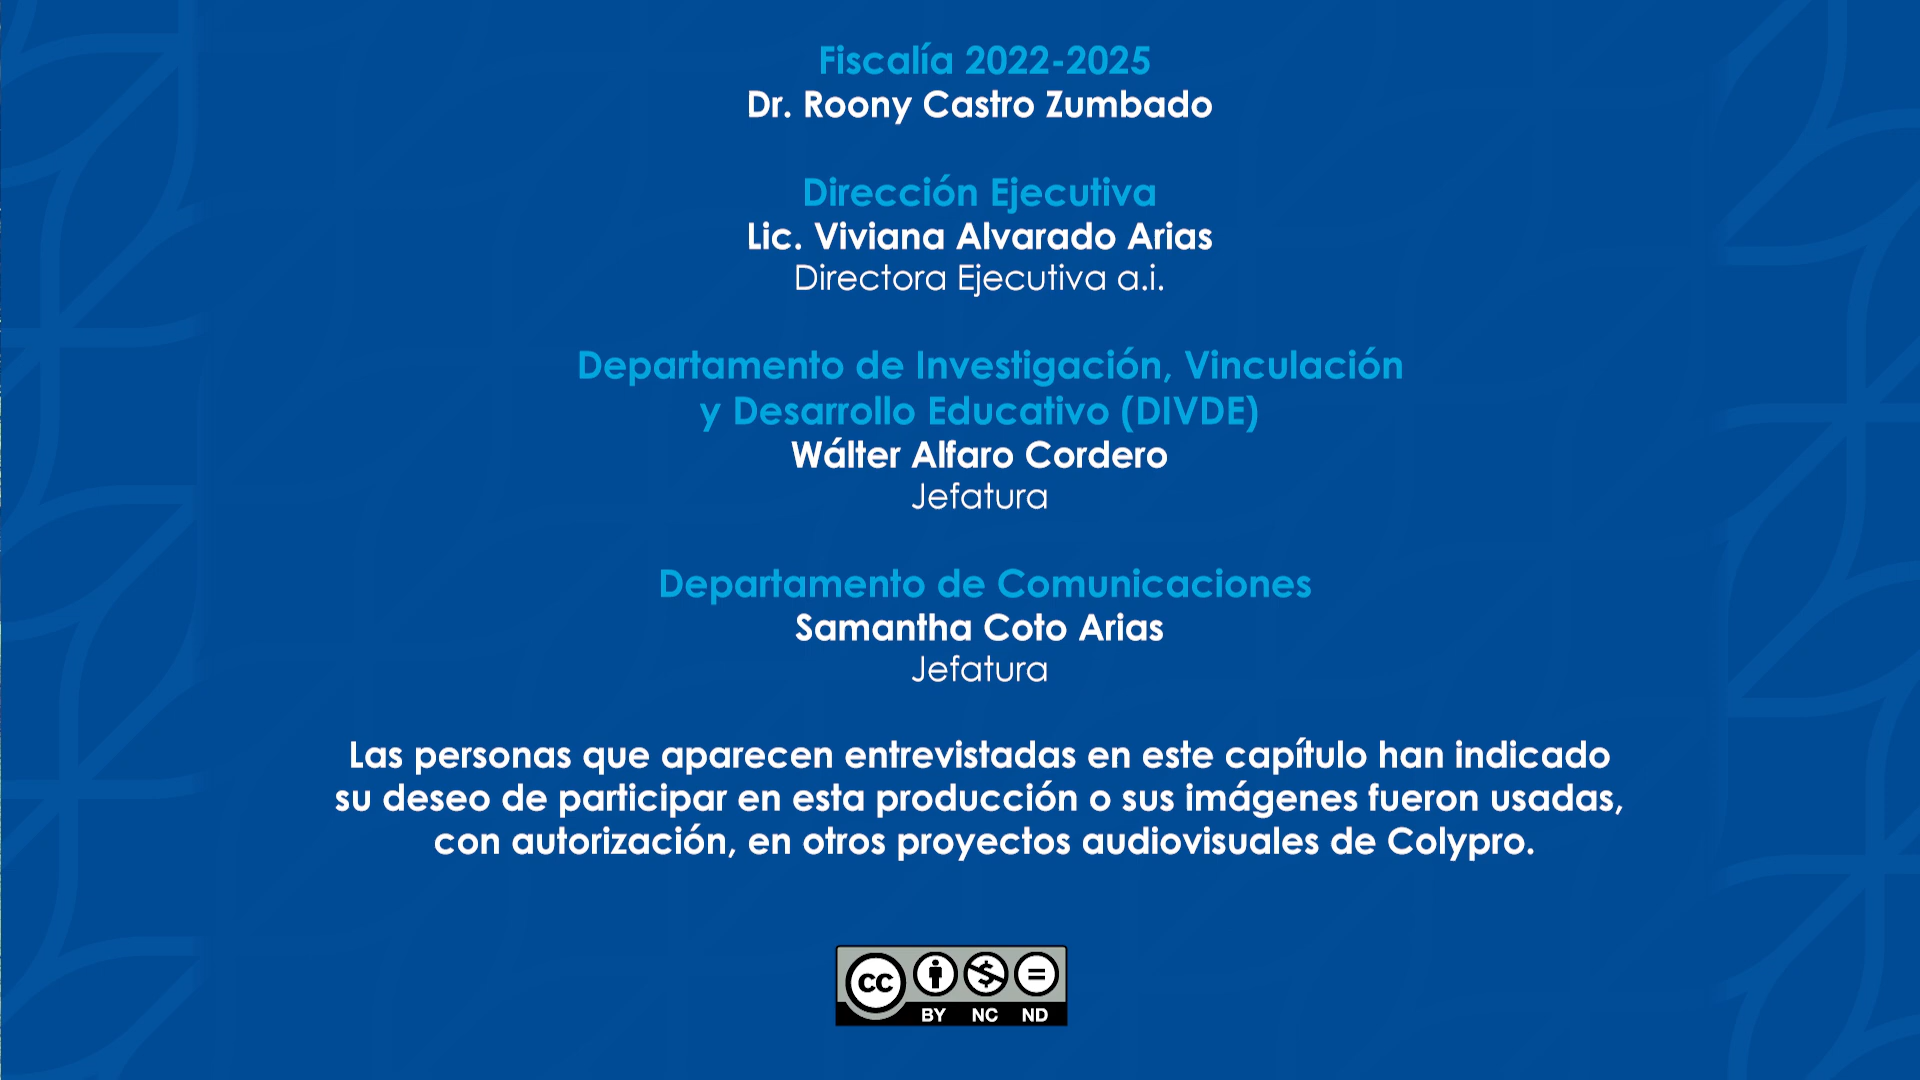 Fiscalía 2022-2025
Dr. Roony Castro Zumbado
Dirección Ejecutiva
Lic. Viviana Alvarado Arias
Directora Ejecutiva a.i.
Departamento de Investigación, Vinculación
y Desarrollo Educativo (DIVDE)
Wálter Alfaro Cordero
Jefatura
Departamento de Comunicaciones
Samantha Coto Arias
Jefatura
Las personas que aparecen entrevistadas en este capítulo han indicado
su deseo de participar en esta producción o sus imágenes fueron usadas,
con autorización, en otros proyectos audiovisuales de Colypro.
CC
BY NC ND